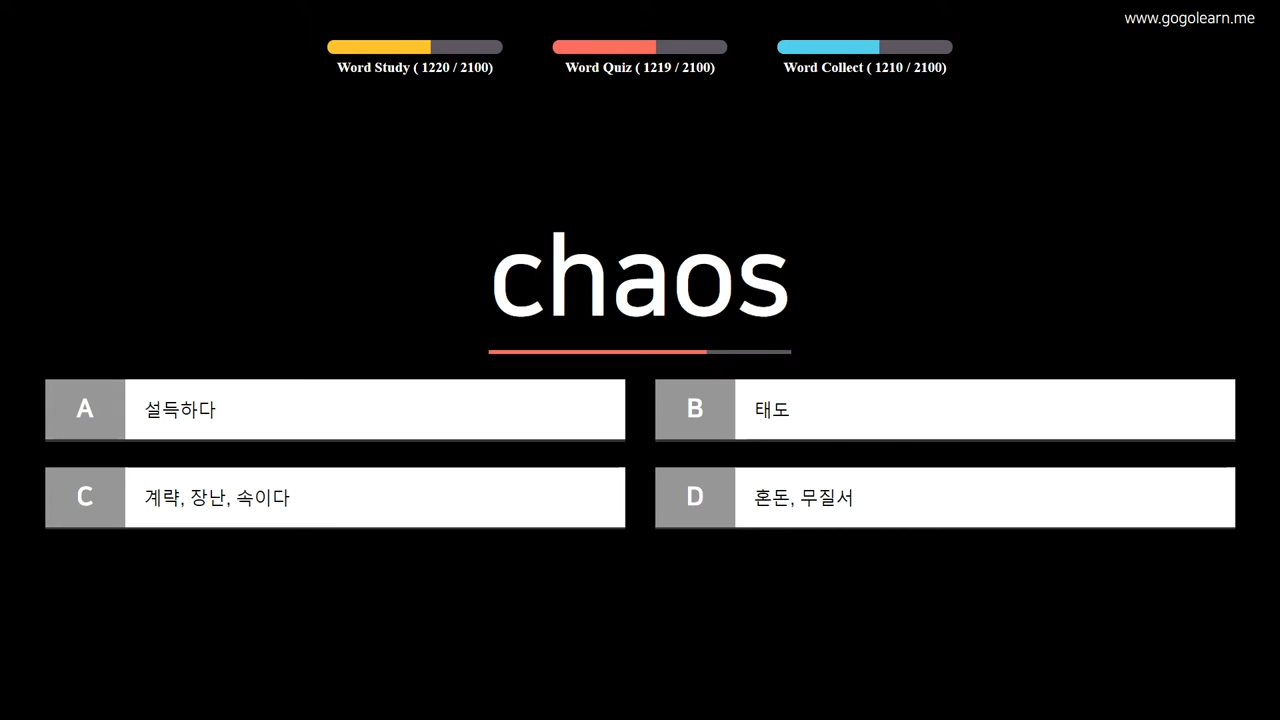 www.gogolearn.me
Word Study ( 1220 / 2100)
Word Quiz ( 1219 / 2100)
Word Collect ( 1210 / 2100)
chaos
A 설득하다
B 태도
C 계략, 장난, 속이다
D 혼돈, 무질서